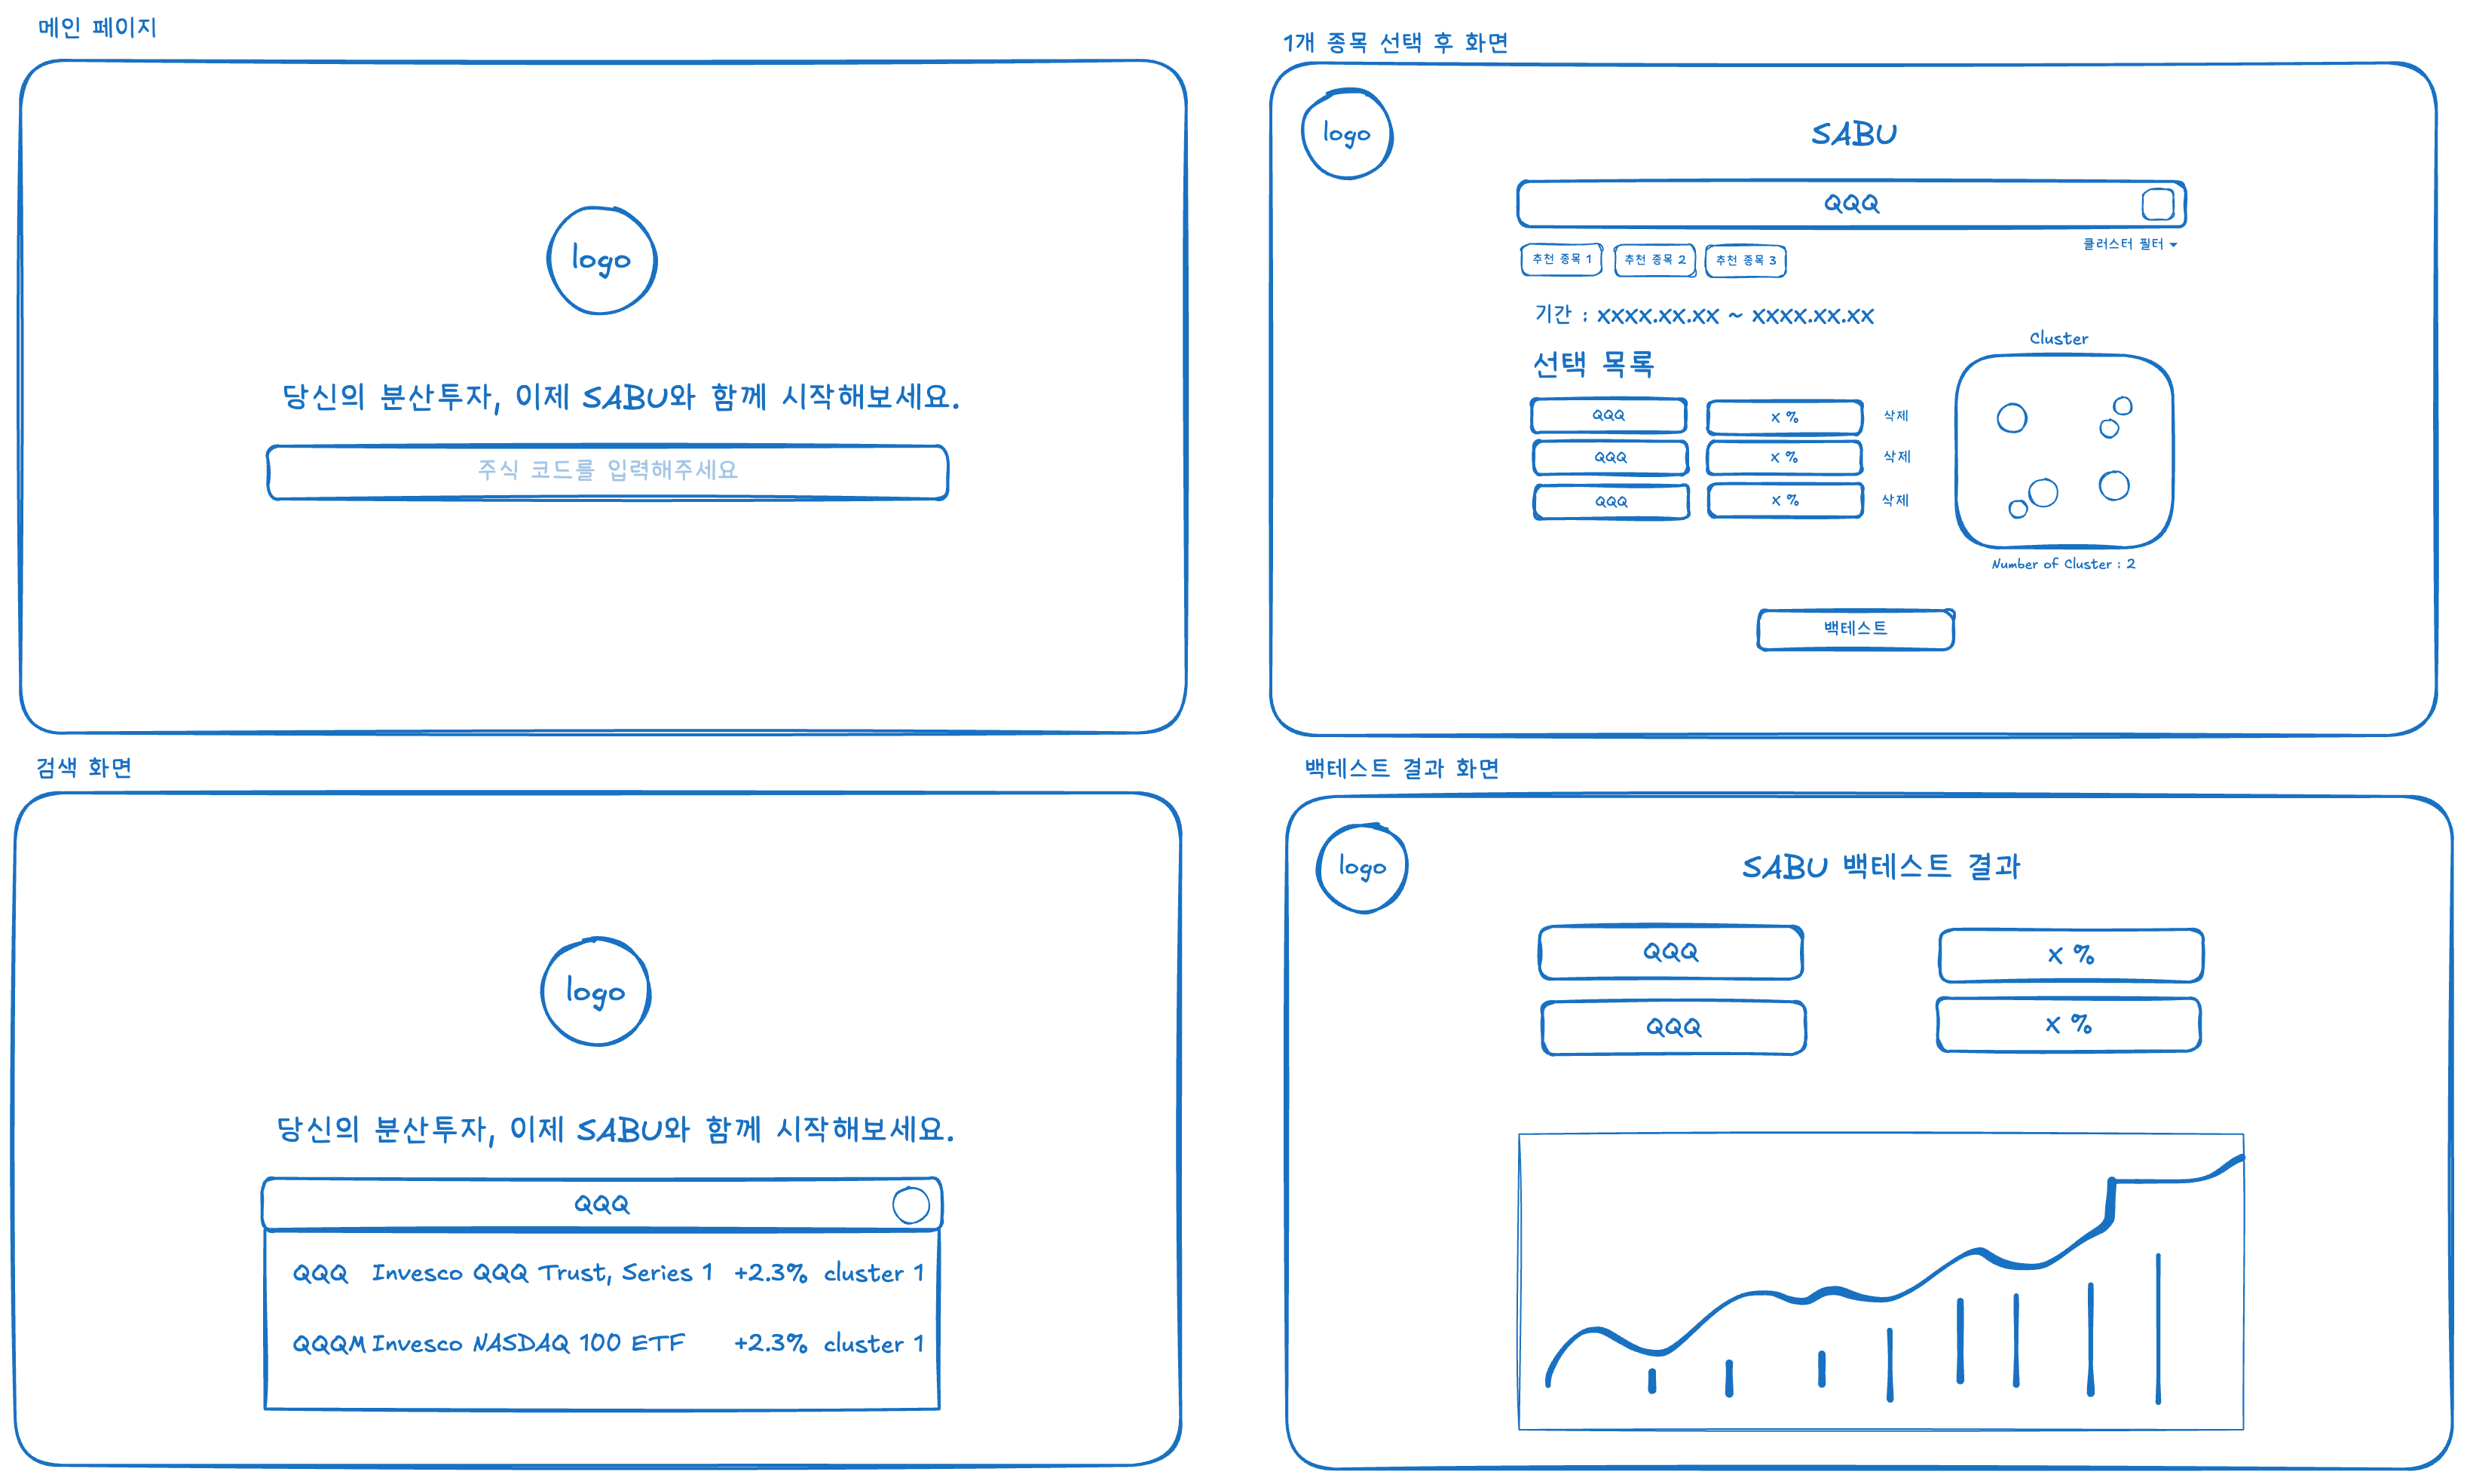 메인 페이지
logo
당신의 분산투자, 이제 SABU와 함께 시작해보세요.
주식 코드를 입력해주세요
1개 종목 선택 후 화면
logo
SABU
QQQ
추천 종목 1
추천 종목 2
추천 종목 3
클러스터 필터
기간 : XXXX.XX.XX ~ XXXX.XX.XX
선택 목록
QQQ X % 삭제
QQQ X % 삭제
QQQ X % 삭제
Cluster
Number of Cluster : 2
백테스트
검색 화면
logo
당신의 분산투자, 이제 SABU와 함께 시작해보세요.
QQQ
QQQ Invesco QQQ Trust, Series 1 +2.3% cluster 1
QQQM Invesco NASDAQ 100 ETF +2.3% cluster 1
백테스트 결과 화면
logo
SABU 백테스트 결과
QQQ X %
QQQ X %